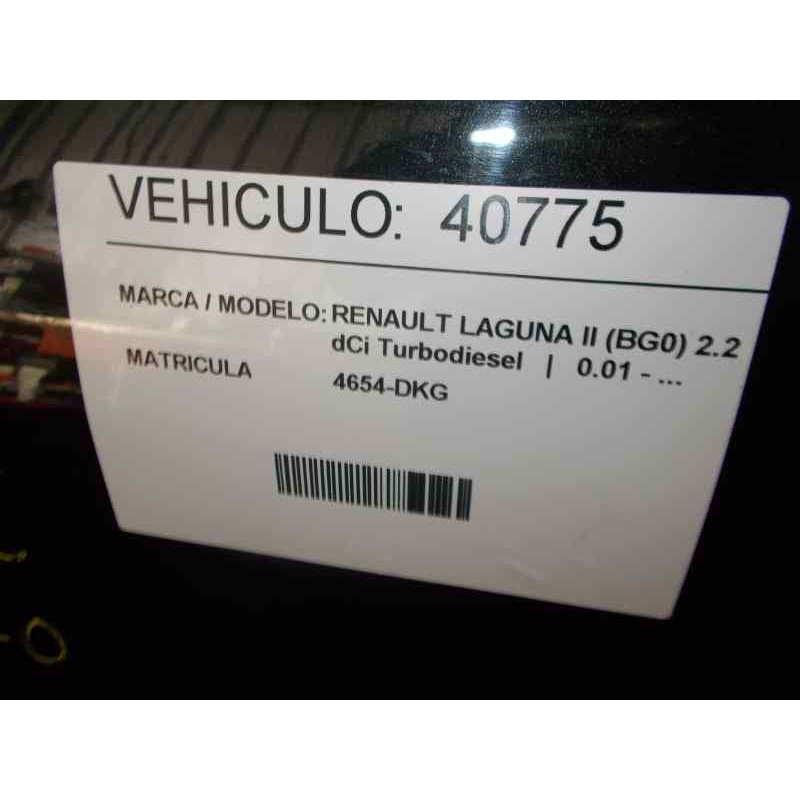 VEHICULO: 40775
MARCA / MODELO: RENAULT LAGUNA II (BG0) 2.2
dCi Turbodiesel | 0.01 - ...
MATRICULA 4654-DKG